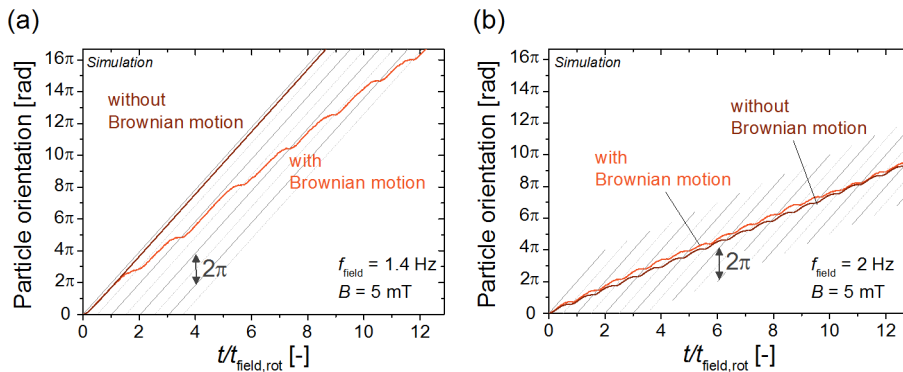 (a)
Particle orientation [rad]
16π
14π
12π
10π
8π
6π
4π
2π
0
Simulation
without
Brownian motion
with
Brownian motion
2π
f_field = 1.4 Hz
B = 5 mT
0 2 4 6 8 10 12
t/t_field,rot [-]
(b)
Particle orientation [rad]
16π
14π
12π
10π
8π
6π
4π
2π
0
Simulation
without
Brownian motion
with
Brownian motion
2π
f_field = 2 Hz
B = 5 mT
0 2 4 6 8 10 12
t/t_field,rot [-]